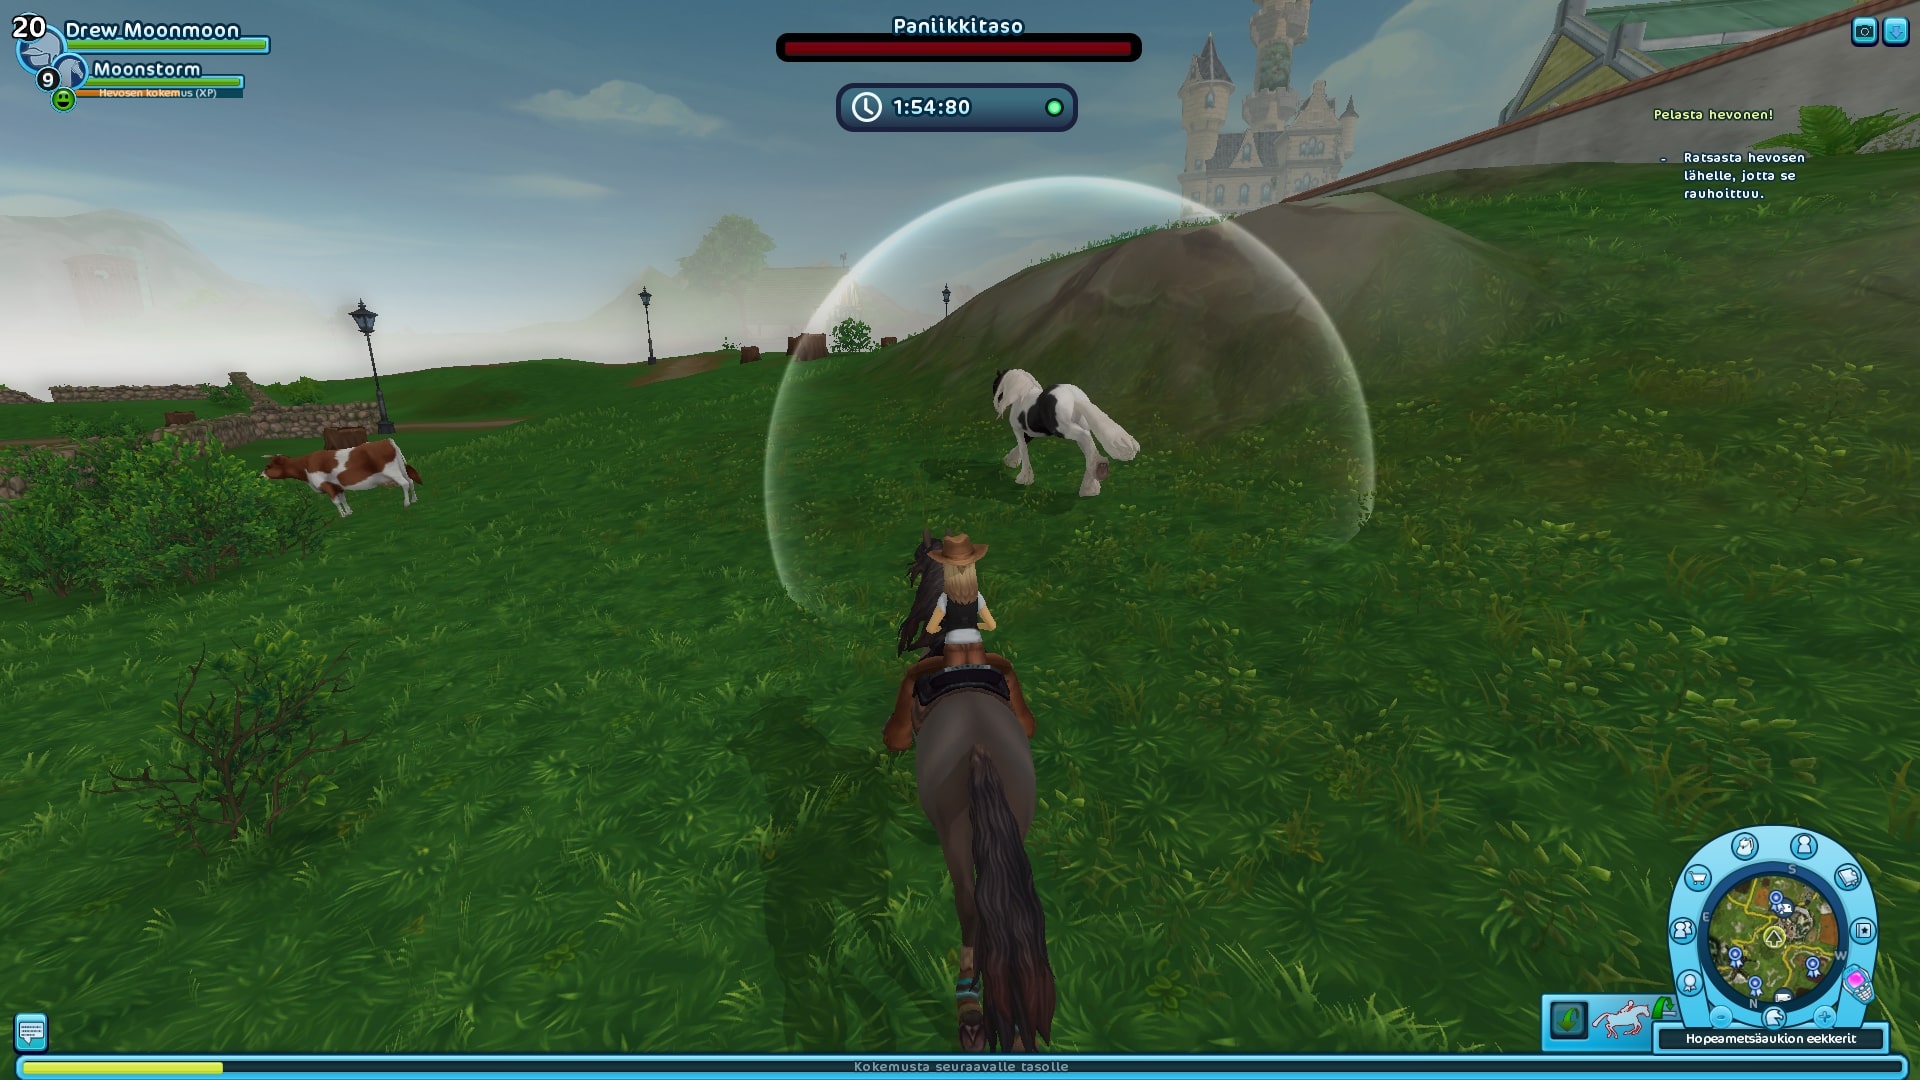 20
Drew Moonmoon
9
Moonstorm
Hevosen kokemus (XP)
Paniikkitaso
1:54:80
Pelasta hevonen!
- Ratsasta hevosen
lähelle, jotta se
rauhoittuu.
S
E
W
N
Hopeametsäaukion eekkerit
Kokemusta seuraavalle tasolle